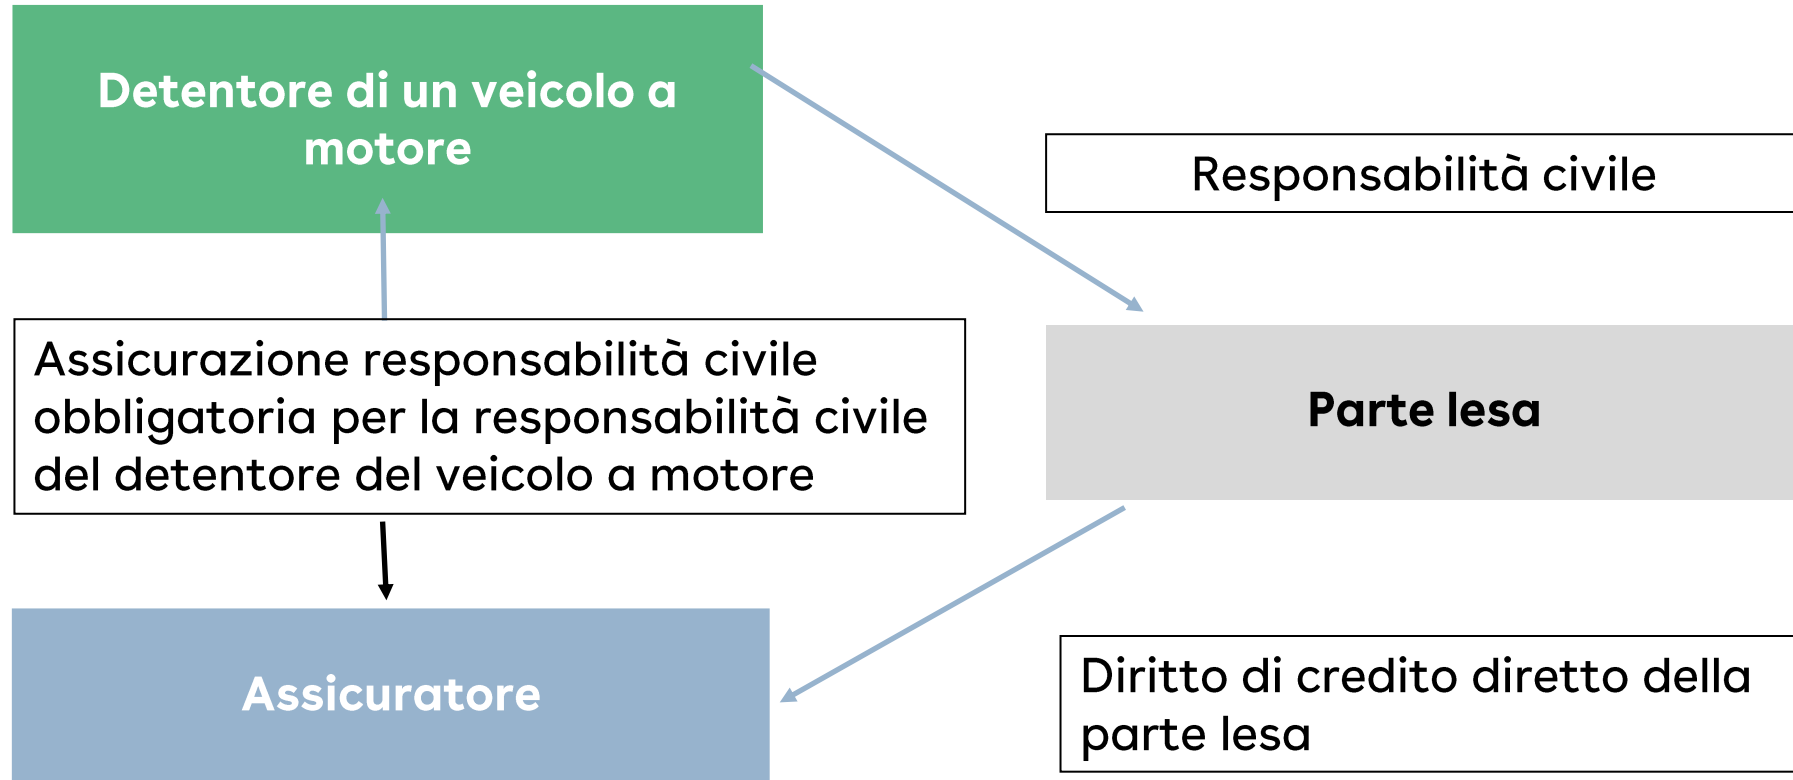 Detentore di un veicolo a
motore
Responsabilità civile
Assicurazione responsabilità civile
obbligatoria per la responsabilità civile
del detentore del veicolo a motore
Parte lesa
Assicuratore
Diritto di credito diretto della
parte lesa